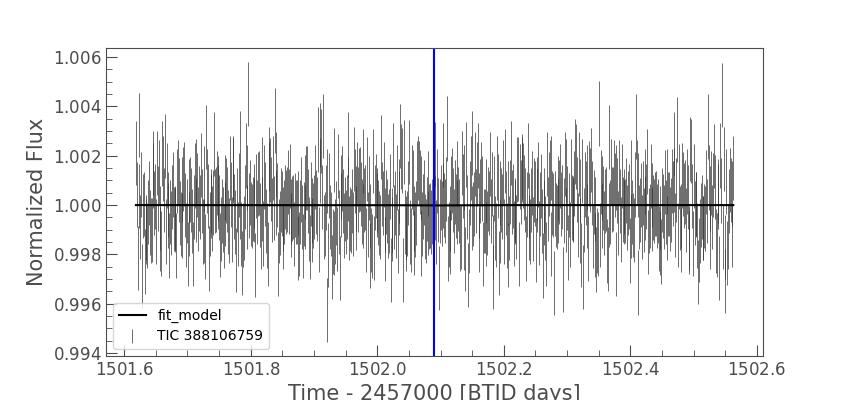 1.006
1.004
1.002
1.000
0.998
0.996
0.994
Normalized Flux
fit_model
TIC 388106759
1501.6 1501.8 1502.0 1502.2 1502.4 1502.6
Time - 2457000 [BTJD days]